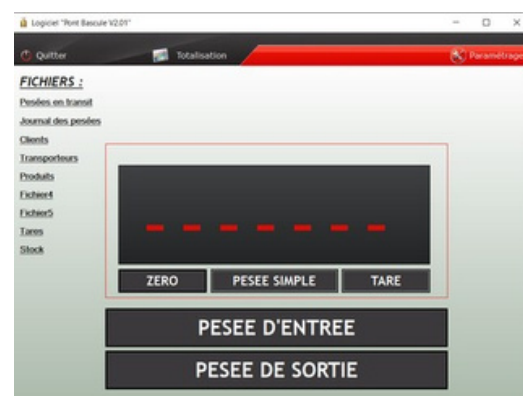 Logiciel "Pont Bascule V2.01"
Quitter
Totalisation
Paramétrage
FICHIERS :
Pesées en transit
Journal des pesées
Clients
Transporteurs
Produits
Fichier4
Fichier5
Tares
Stock
- - - - - - -
ZERO
PESEE SIMPLE
TARE
PESEE D'ENTREE
PESEE DE SORTIE